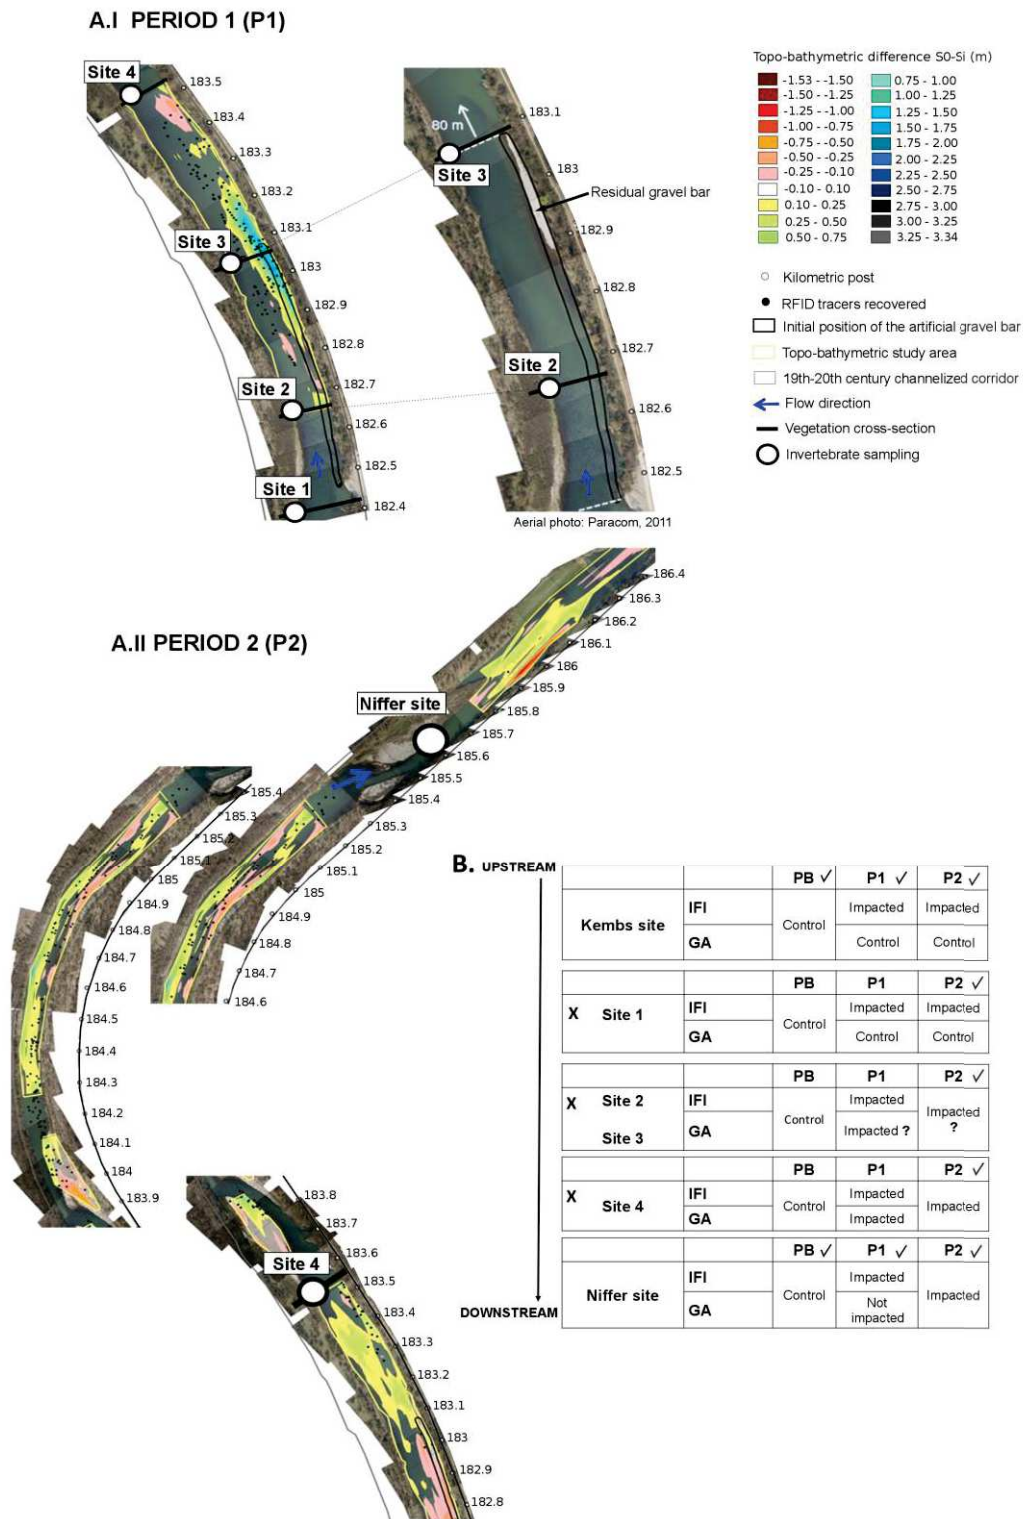 A.I PERIOD 1 (P1)
Site 4
183.5
183.4
183.3
183.2
183.1
Site 3
183
182.9
182.8
182.7
Site 2
182.6
182.5
Site 1
182.4
183.1
80 m
Site 3
183
Residual gravel bar
182.9
182.8
182.7
Site 2
182.6
182.5
Aerial photo: Paracom, 2011
Topo-bathymetric difference S0-Si (m)
-1.53 - -1.50
-1.50 - -1.25
-1.25 - -1.00
-1.00 - -0.75
-0.75 - -0.50
-0.50 - -0.25
-0.25 - -0.10
-0.10 - 0.10
0.10 - 0.25
0.25 - 0.50
0.50 - 0.75
0.75 - 1.00
1.00 - 1.25
1.25 - 1.50
1.50 - 1.75
1.75 - 2.00
2.00 - 2.25
2.25 - 2.50
2.50 - 2.75
2.75 - 3.00
3.00 - 3.25
3.25 - 3.34
Kilometric post
RFID tracers recovered
Initial position of the artificial gravel bar
Topo-bathymetric study area
19th-20th century channelized corridor
Flow direction
Vegetation cross-section
Invertebrate sampling
A.II PERIOD 2 (P2)
186.4
186.3
186.2
186.1
186
185.9
185.8
Niffer site
185.7
185.6
185.5
185.4
185.3
185.2
185.1
185
184.9
184.8
184.7
184.6
185.4
185.3
185.2
185.1
185
184.9
184.8
184.7
184.6
184.5
184.4
184.3
184.2
184.1
184
183.9
183.8
183.7
183.6
Site 4
183.5
183.4
183.3
183.2
183.1
183
182.9
182.8
B. UPSTREAM
PB ✓ P1 ✓ P2 ✓
Kembs site IFI Control Impacted Impacted
GA Control Control
PB P1 P2 ✓
X Site 1 IFI Control Impacted Impacted
GA Control Control
PB P1 P2 ✓
X Site 2 IFI Control Impacted Impacted ?
Site 3 GA Impacted ?
PB P1 P2 ✓
X Site 4 IFI Control Impacted Impacted
GA Impacted
PB ✓ P1 ✓ P2 ✓
Niffer site IFI Control Impacted Impacted
GA Not impacted
DOWNSTREAM